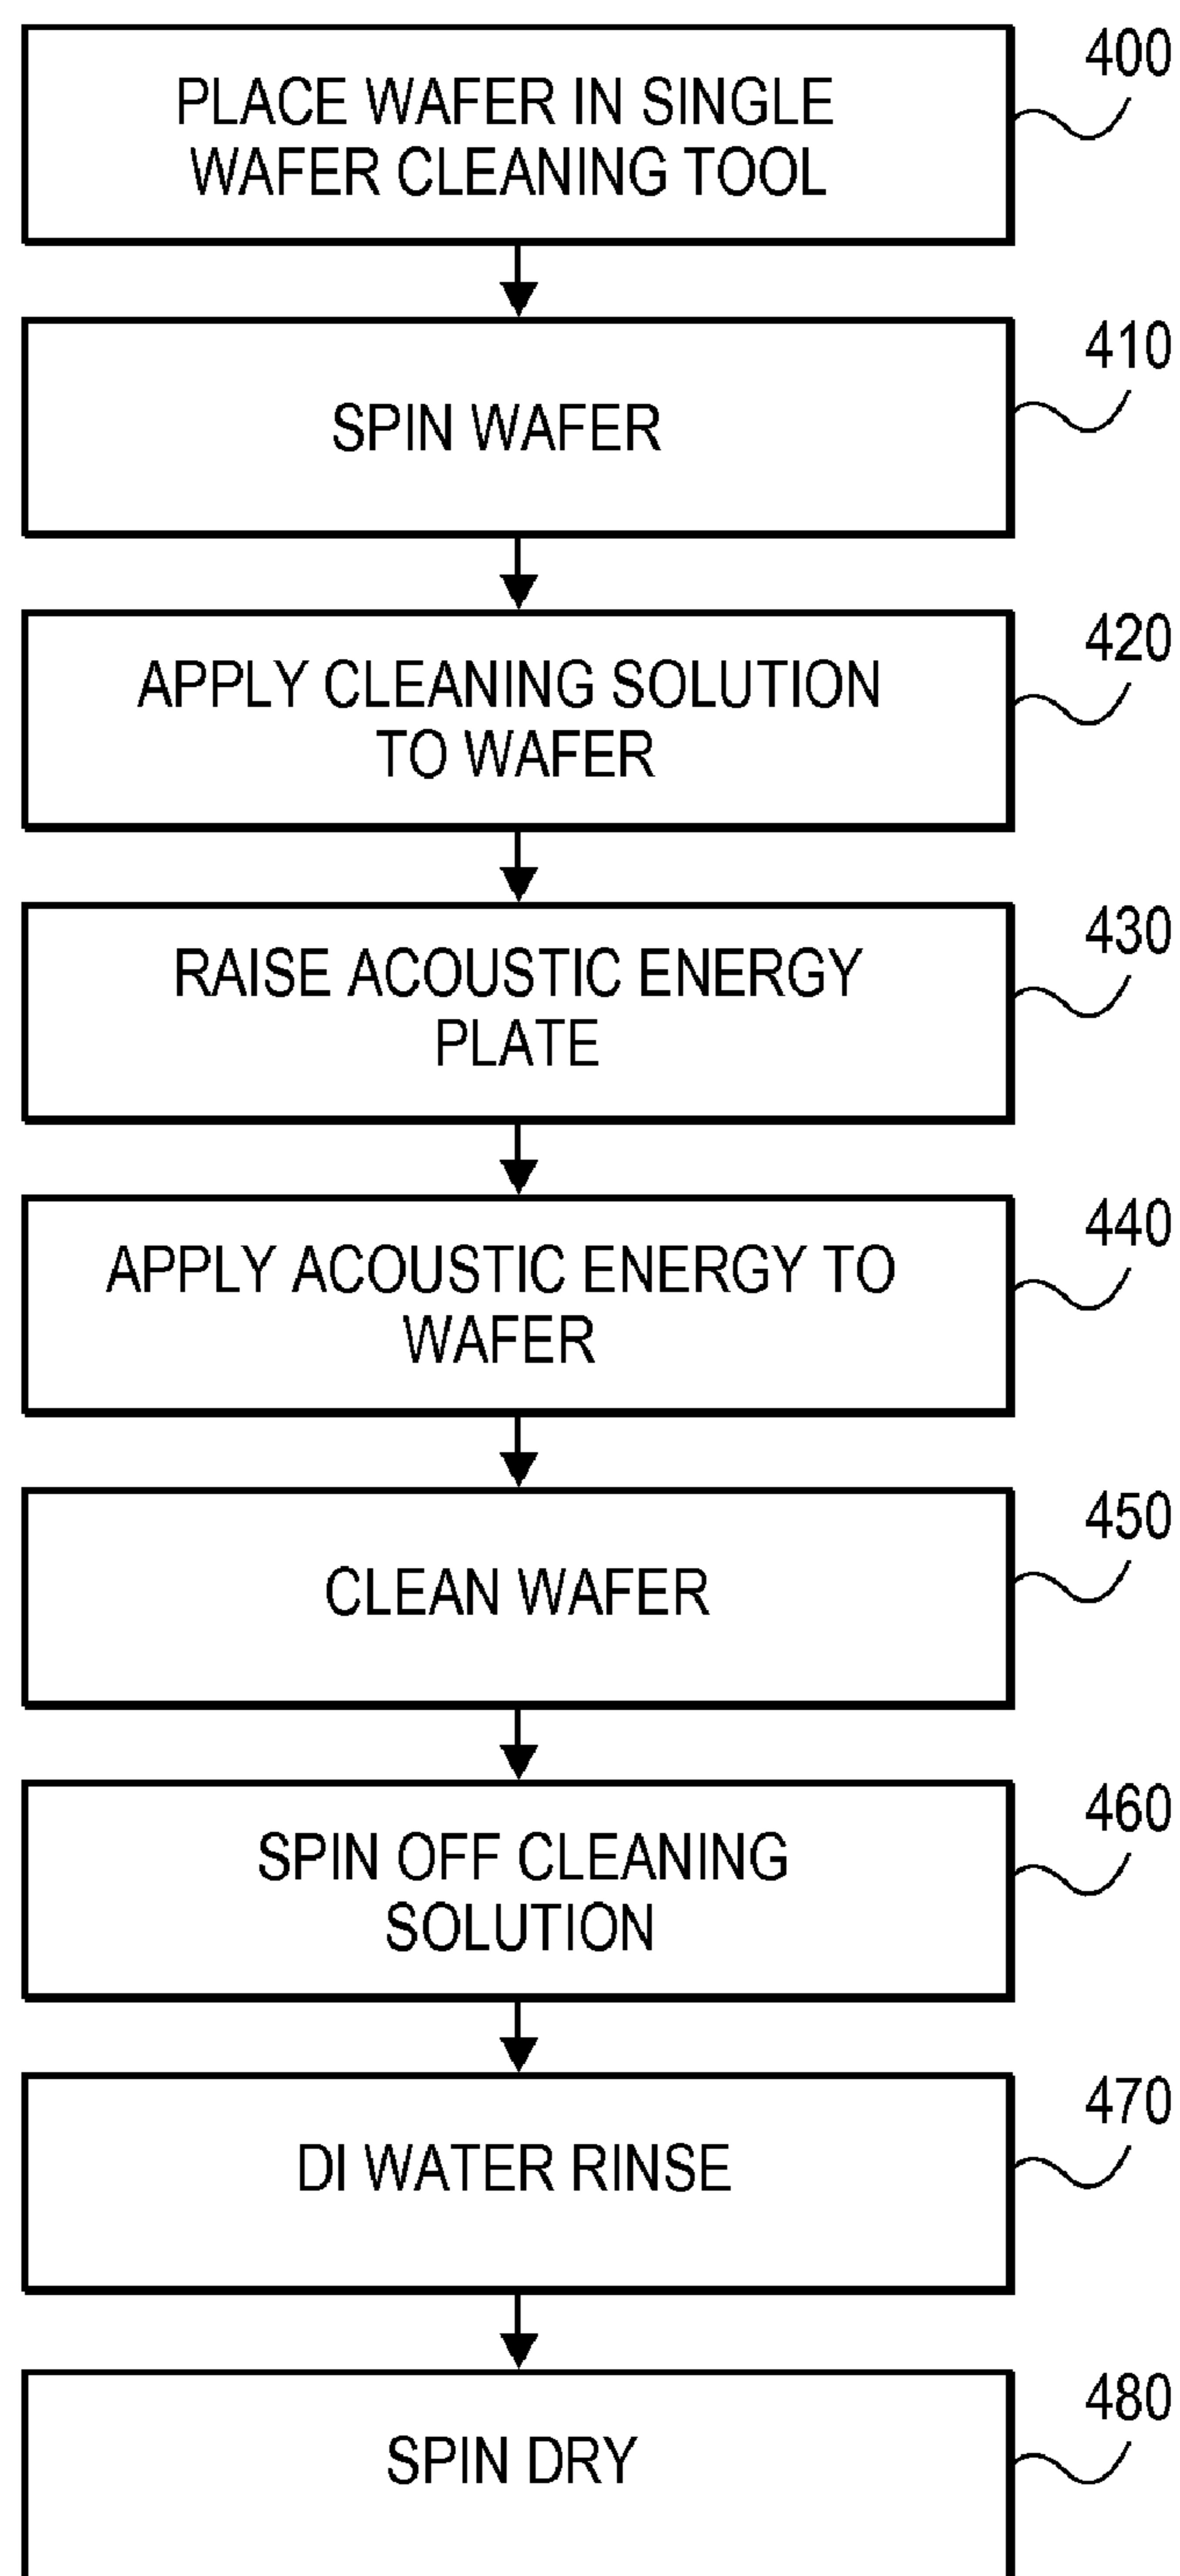 400
PLACE WAFER IN SINGLE
WAFER CLEANING TOOL
410
SPIN WAFER
420
APPLY CLEANING SOLUTION
TO WAFER
430
RAISE ACOUSTIC ENERGY
PLATE
440
APPLY ACOUSTIC ENERGY TO
WAFER
450
CLEAN WAFER
460
SPIN OFF CLEANING
SOLUTION
470
DI WATER RINSE
480
SPIN DRY